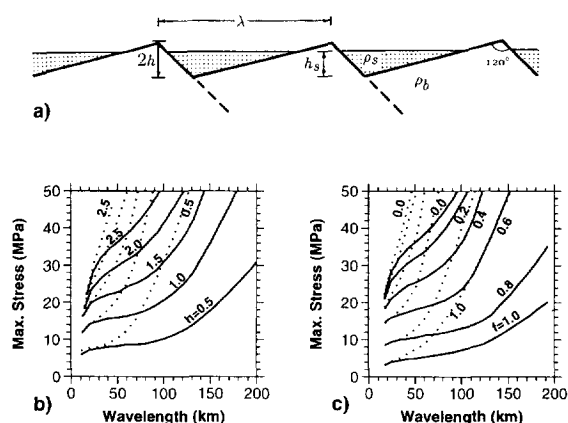 λ
2h
h_s
ρ_s
ρ_b
120°
a)
Max. Stress (MPa)
50
40
30
20
10
0
2.5
2.5
2.0
1.5
1.0
0.5
h=0.5
0 50 100 150 200
b) Wavelength (km)
Max. Stress (MPa)
50
40
30
20
10
0
0.0
0.0
0.2
0.4
0.6
0.8
1.0
f=1.0
0 50 100 150 200
c) Wavelength (km)